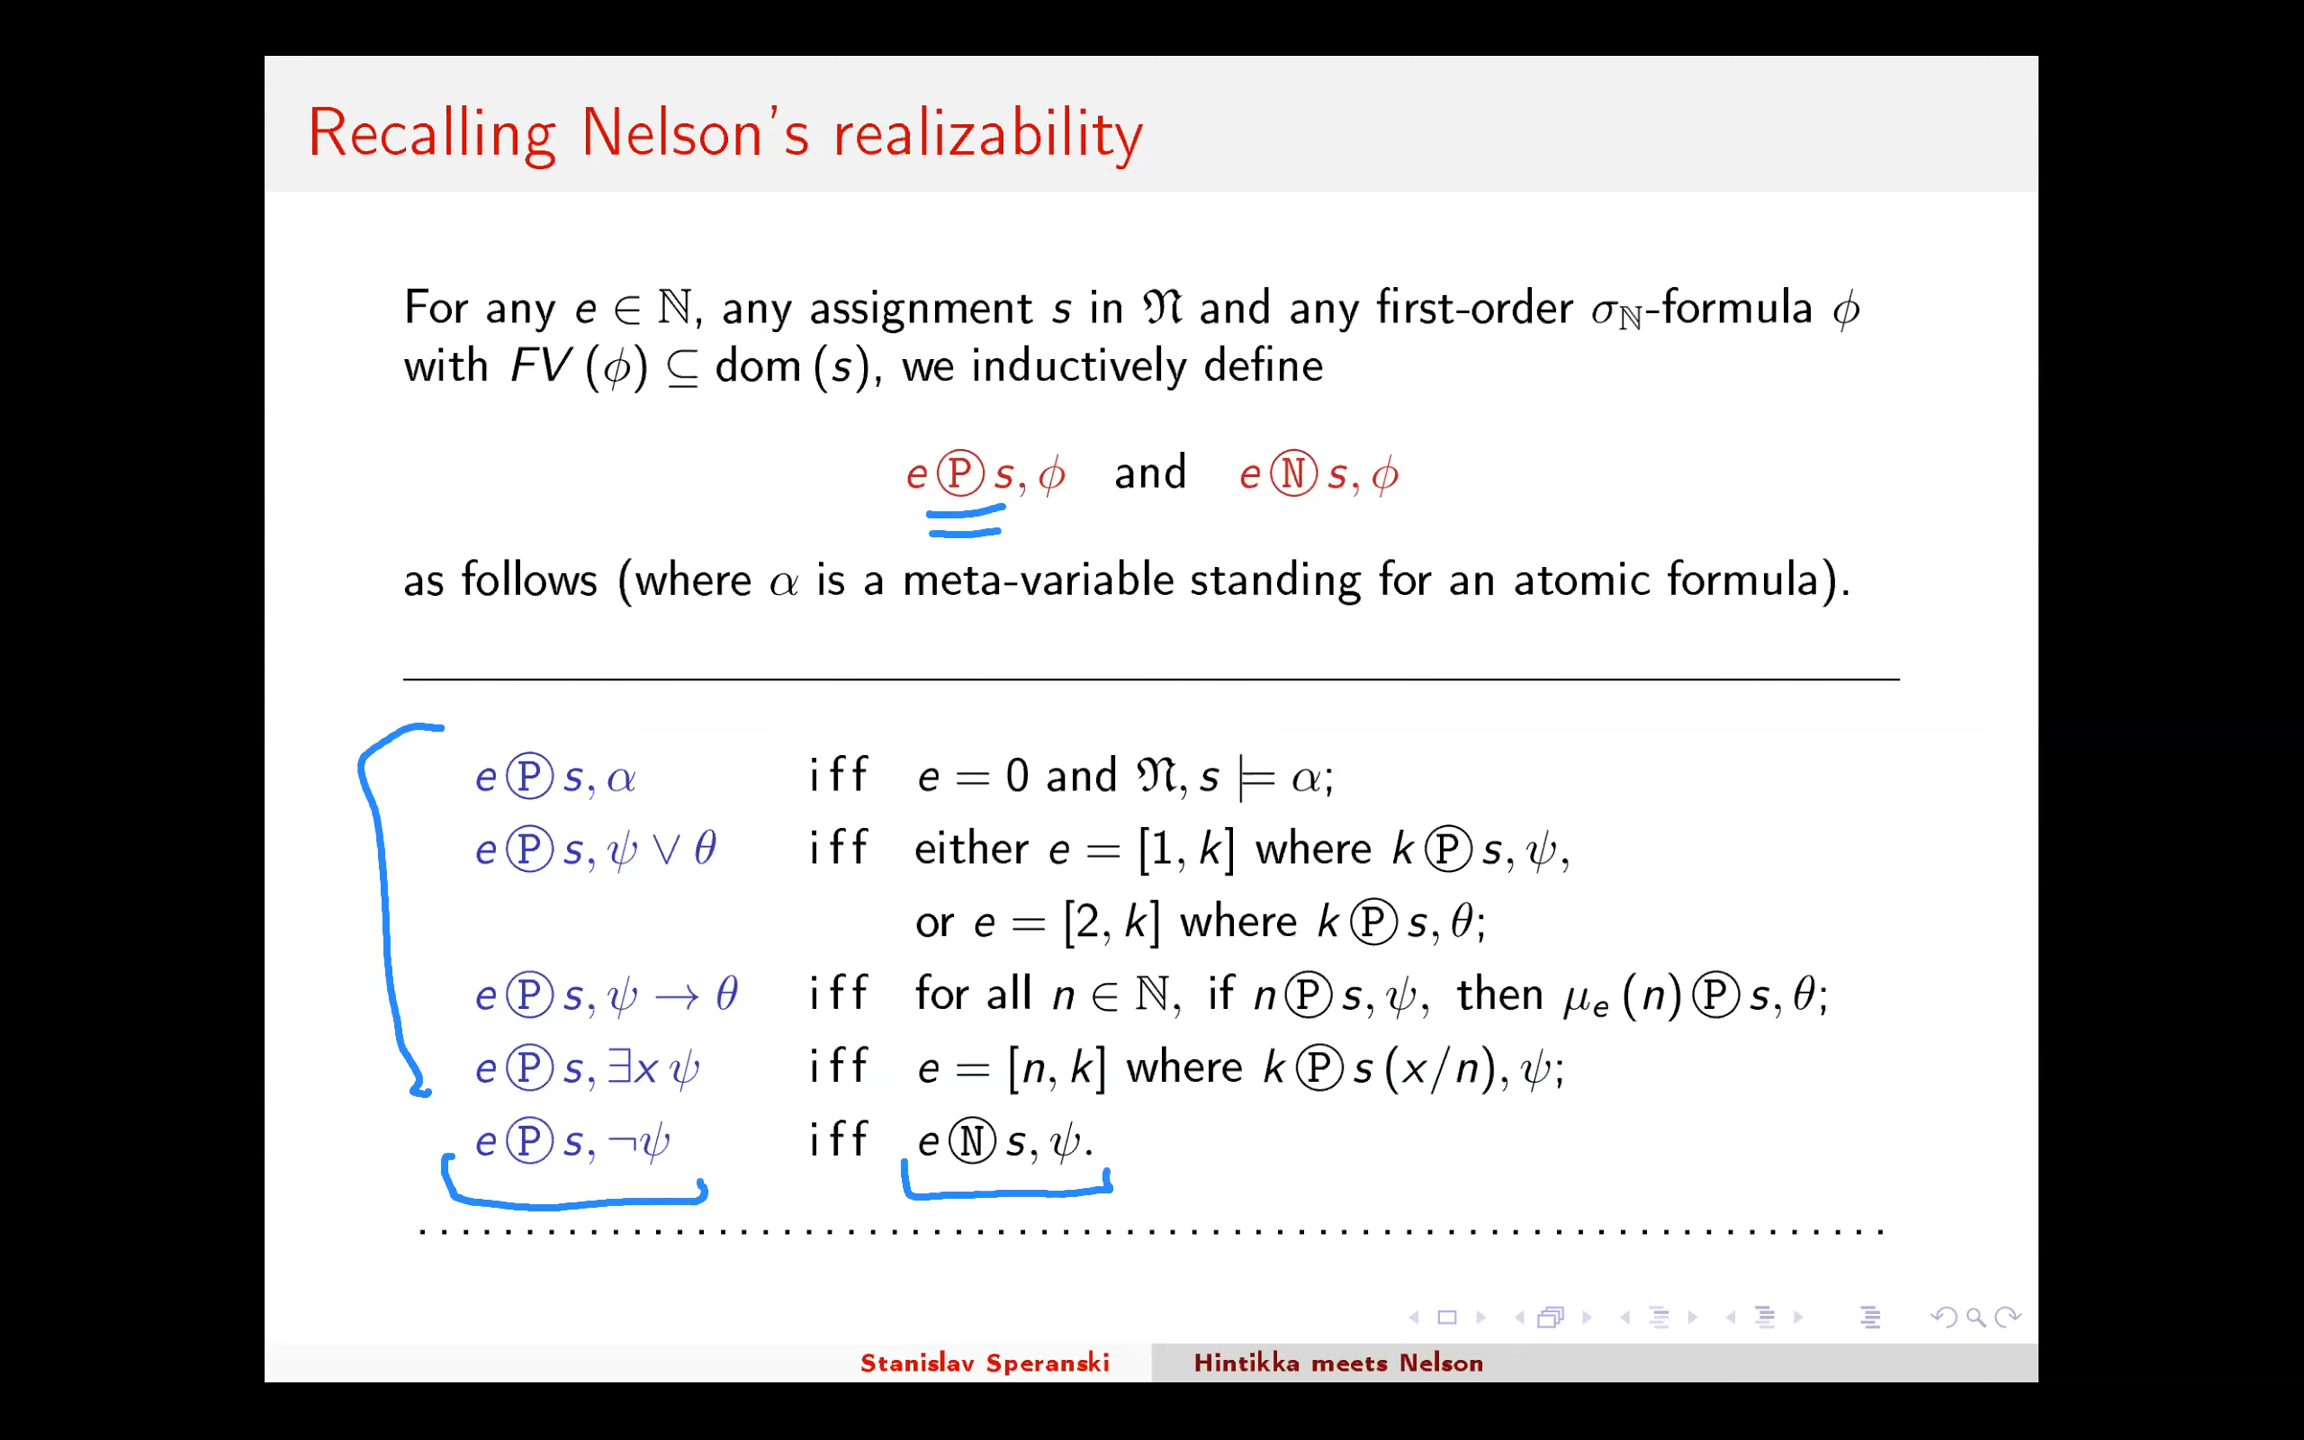 Recalling Nelson's realizability
For any e ∈ ℕ, any assignment s in 𝔑 and any first-order σ_ℕ-formula ϕ
with FV (ϕ) ⊆ dom (s), we inductively define
e Ⓟ s, ϕ and e Ⓝ s, ϕ
as follows (where α is a meta-variable standing for an atomic formula).
e Ⓟ s, α iff e = 0 and 𝔑, s ⊨ α;
e Ⓟ s, ψ ∨ θ iff either e = [1, k] where k Ⓟ s, ψ,
or e = [2, k] where k Ⓟ s, θ;
e Ⓟ s, ψ → θ iff for all n ∈ ℕ, if n Ⓟ s, ψ, then μ_e (n) Ⓟ s, θ;
e Ⓟ s, ∃x ψ iff e = [n, k] where k Ⓟ s (x/n), ψ;
e Ⓟ s, ¬ψ iff e Ⓝ s, ψ.
Stanislav Speranski Hintikka meets Nelson